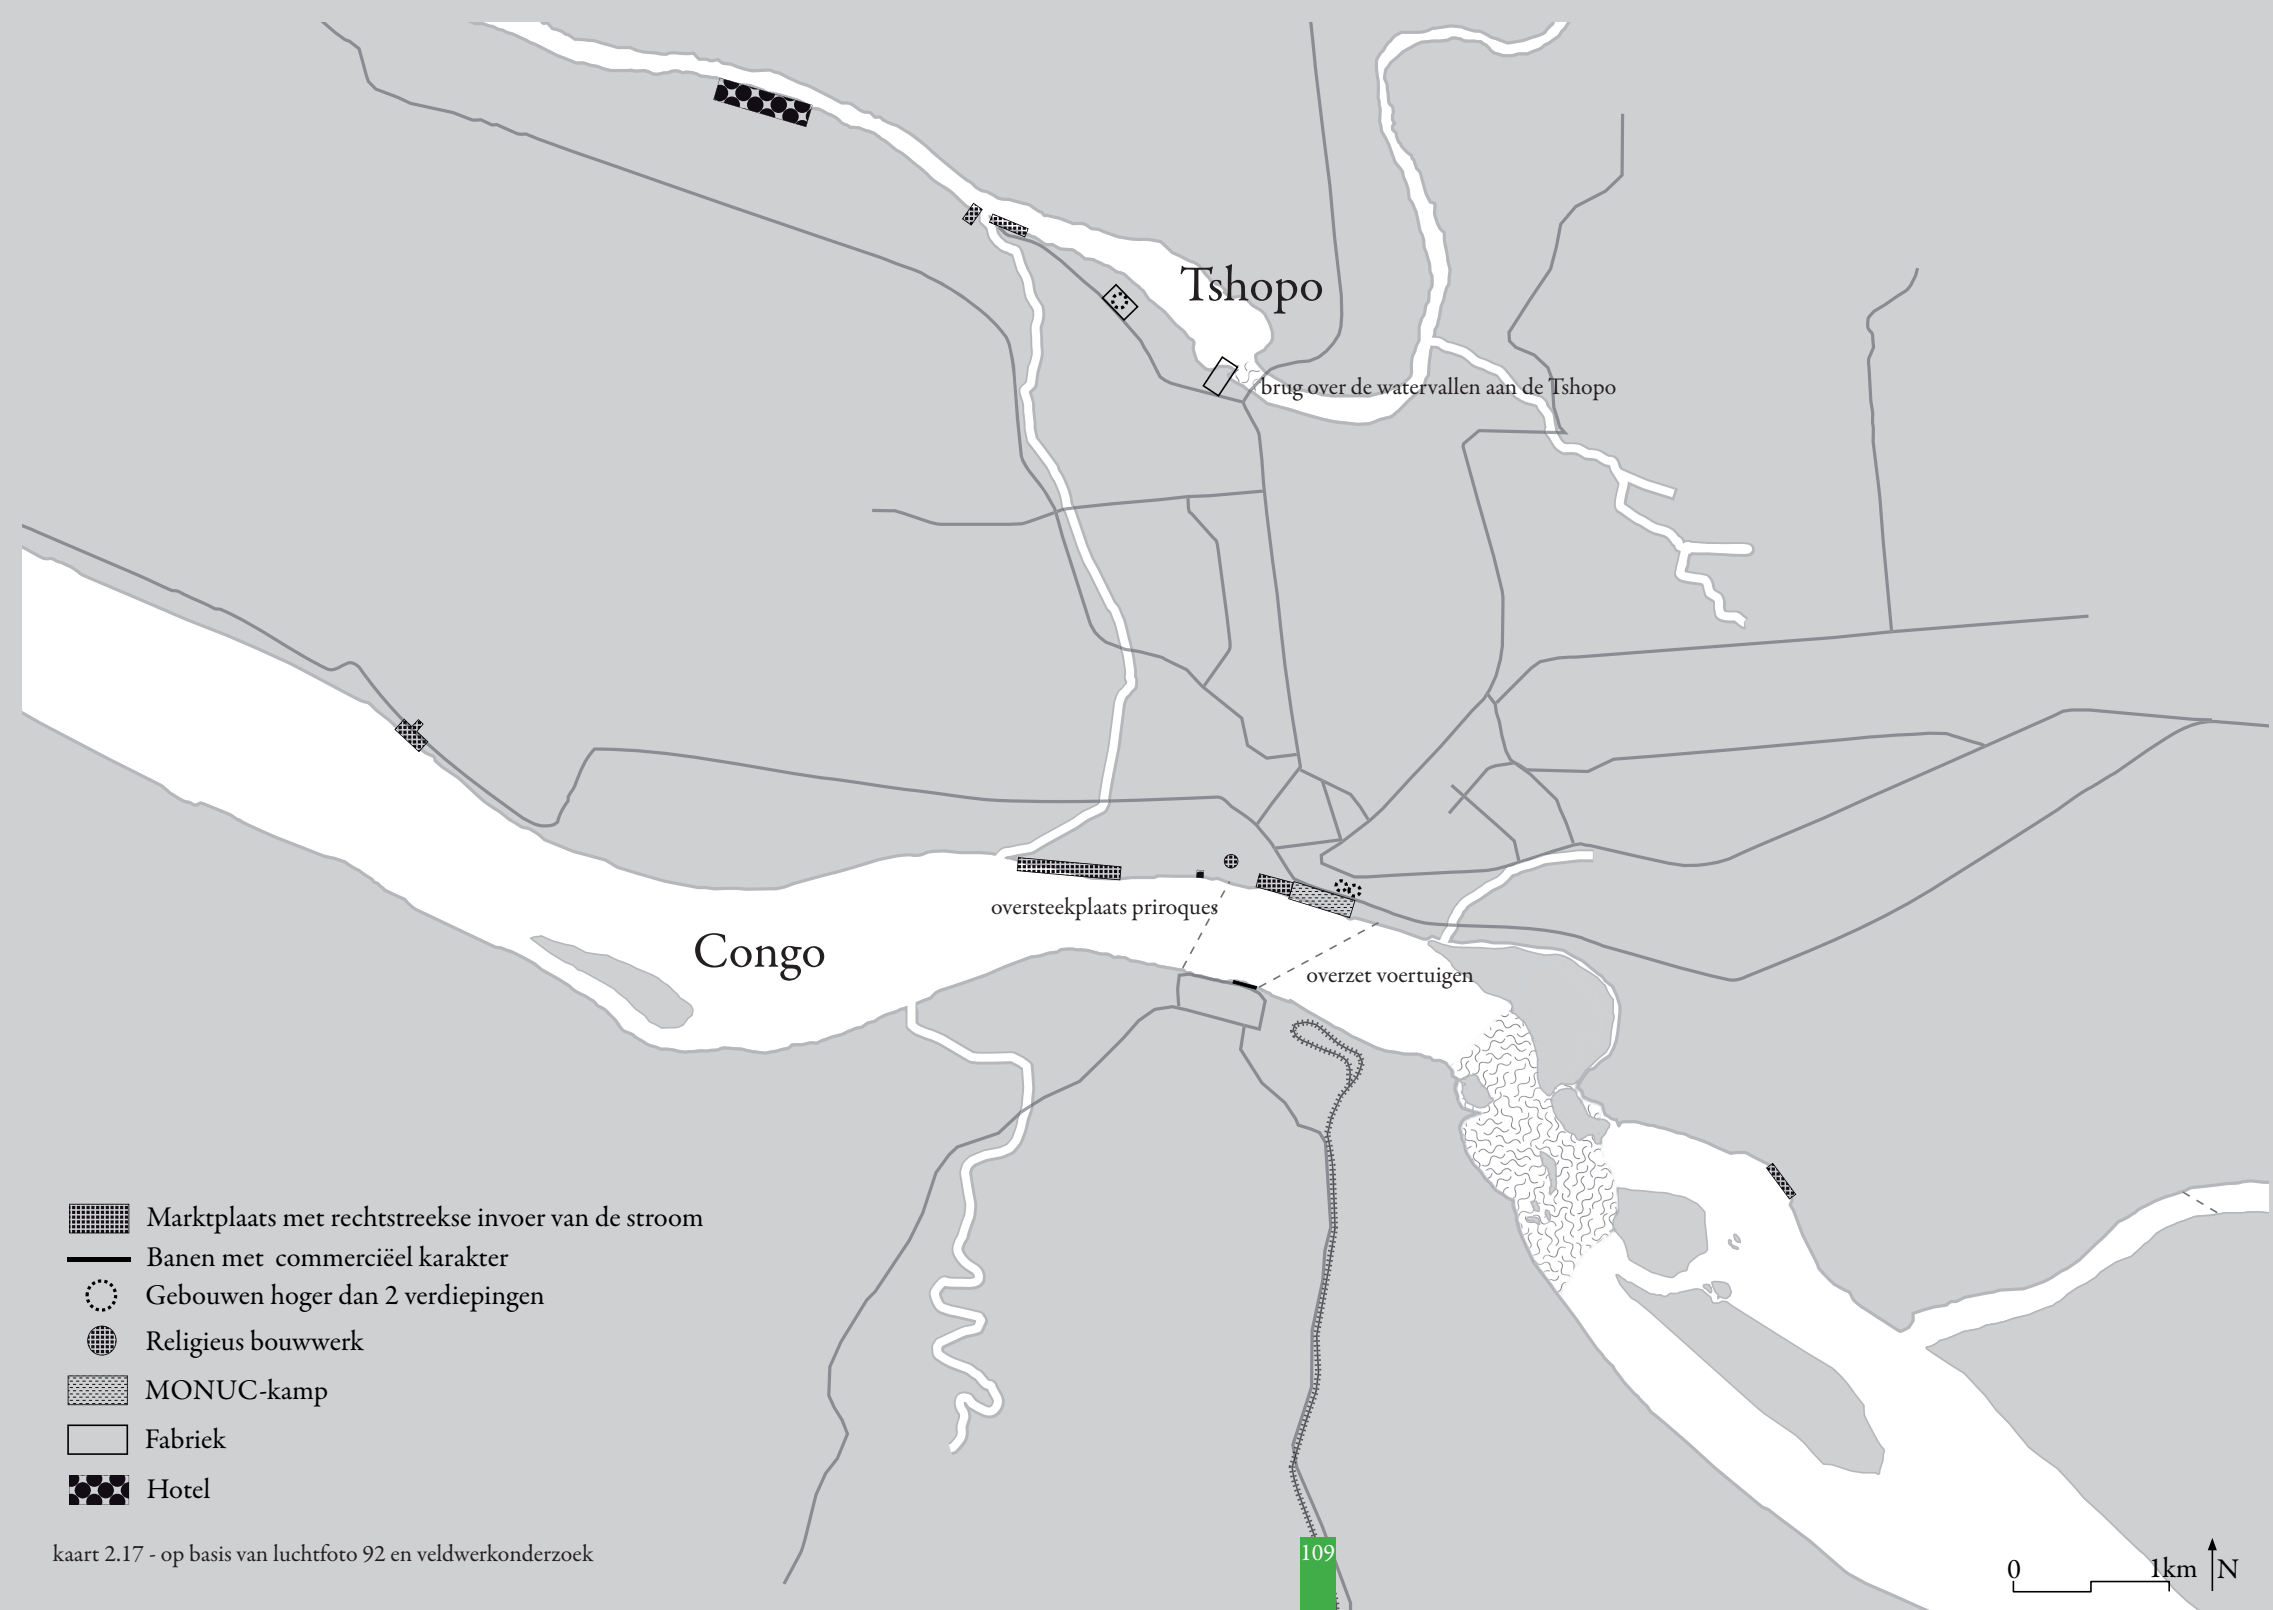 Tshopo
brug over de watervallen aan de Tshopo
oversteekplaats priroques
Congo
overzet voertuigen
Marktplaats met rechtstreekse invoer van de stroom
Banen met commerciëel karakter
Gebouwen hoger dan 2 verdiepingen
Religieus bouwwerk
MONUC-kamp
Fabriek
Hotel
kaart 2.17 - op basis van luchtfoto 92 en veldwerkonderzoek
109
0 1km N